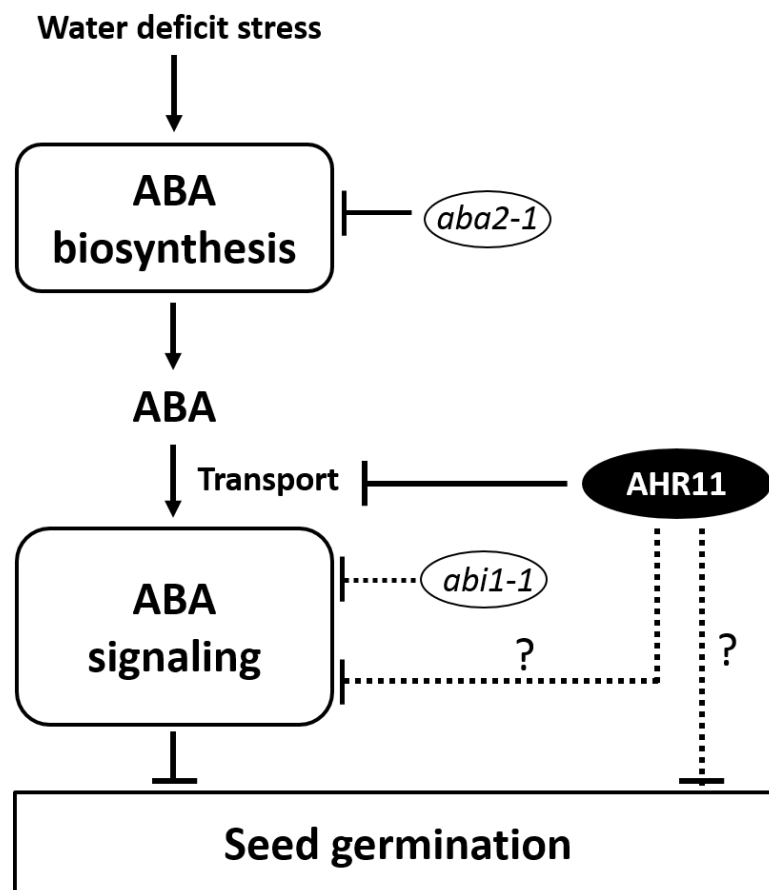 Water deficit stress
ABA
biosynthesis
aba2-1
ABA
Transport
AHR11
ABA
signaling
abi1-1
?
?
Seed germination